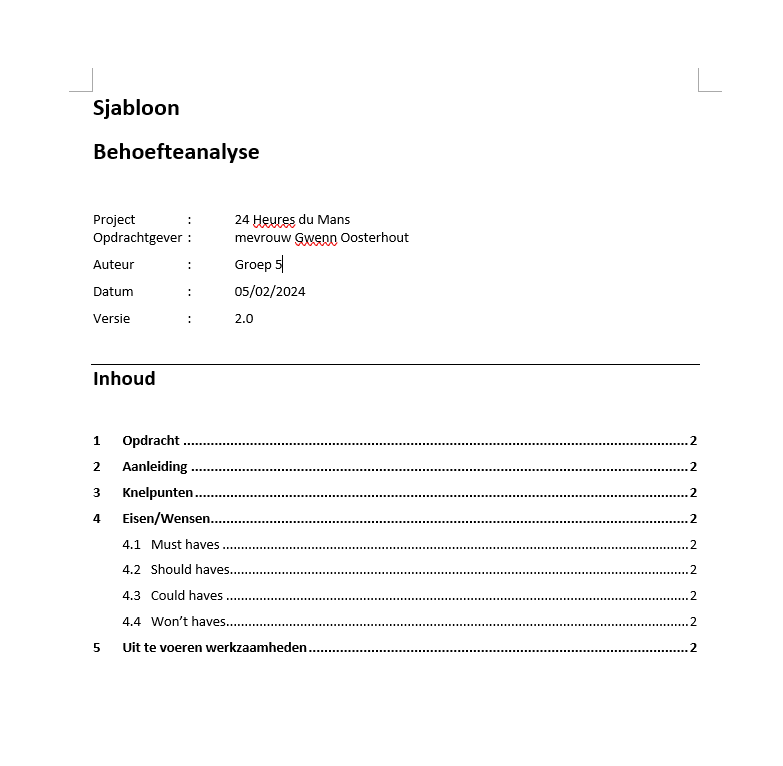 Sjabloon
Behoefteanalyse
Project : 24 Heures du Mans
Opdrachtgever : mevrouw Gwenn Oosterhout
Auteur : Groep 5
Datum : 05/02/2024
Versie : 2.0
Inhoud
1 Opdracht ........ 2
2 Aanleiding ........ 2
3 Knelpunten ........ 2
4 Eisen/Wensen ........ 2
4.1 Must haves ........ 2
4.2 Should haves ........ 2
4.3 Could haves ........ 2
4.4 Won’t haves ........ 2
5 Uit te voeren werkzaamheden ........ 2